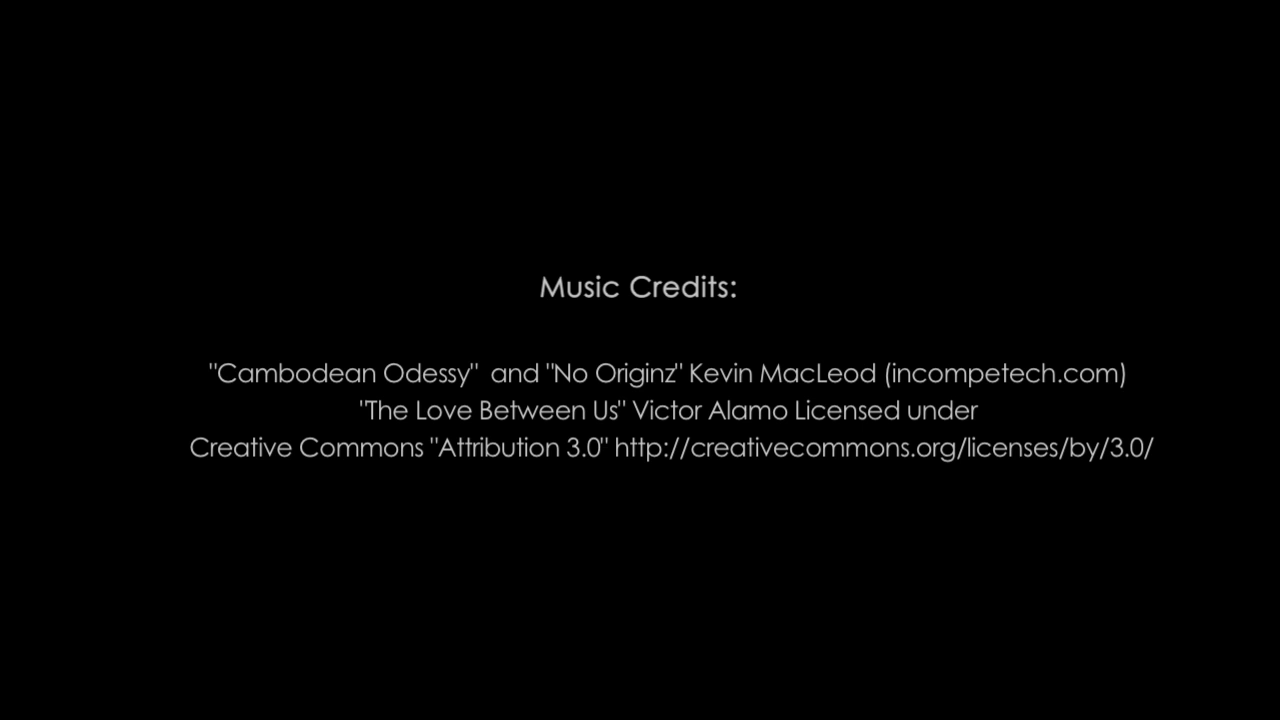 Music Credits:
"Cambodean Odessy"  and "No Originz" Kevin MacLeod (incompetech.com)
"The Love Between Us" Victor Alamo Licensed under
Creative Commons "Attribution 3.0" http://creativecommons.org/licenses/by/3.0/